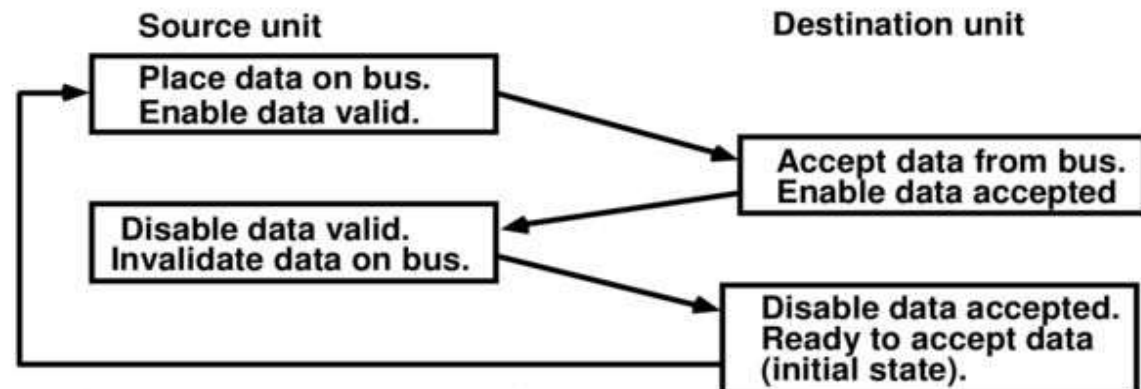 Source unit
Destination unit
Place data on bus.
Enable data valid.
Accept data from bus.
Enable data accepted
Disable data valid.
Invalidate data on bus.
Disable data accepted.
Ready to accept data
(initial state).